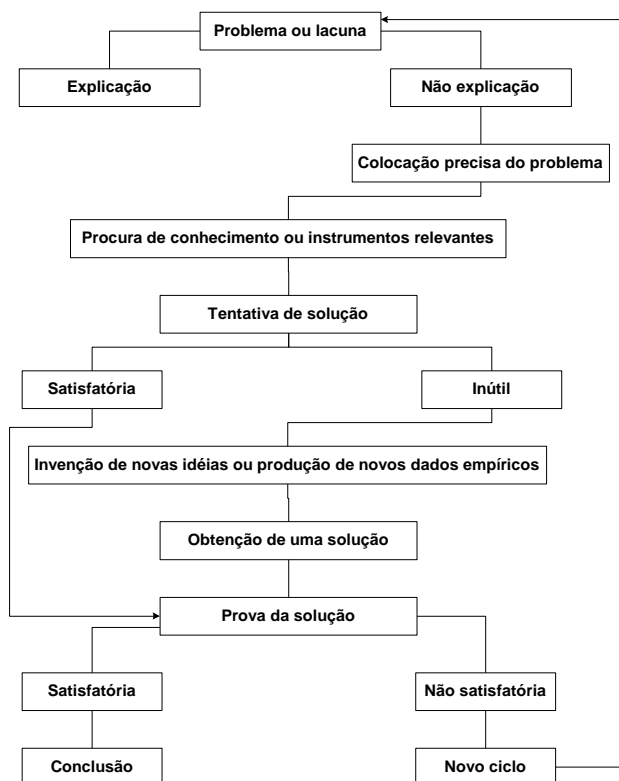 Problema ou lacuna
Explicação
Não explicação
Colocação precisa do problema
Procura de conhecimento ou instrumentos relevantes
Tentativa de solução
Satisfatória
Inútil
Invenção de novas idéias ou produção de novos dados empíricos
Obtenção de uma solução
Prova da solução
Satisfatória
Não satisfatória
Conclusão
Novo ciclo